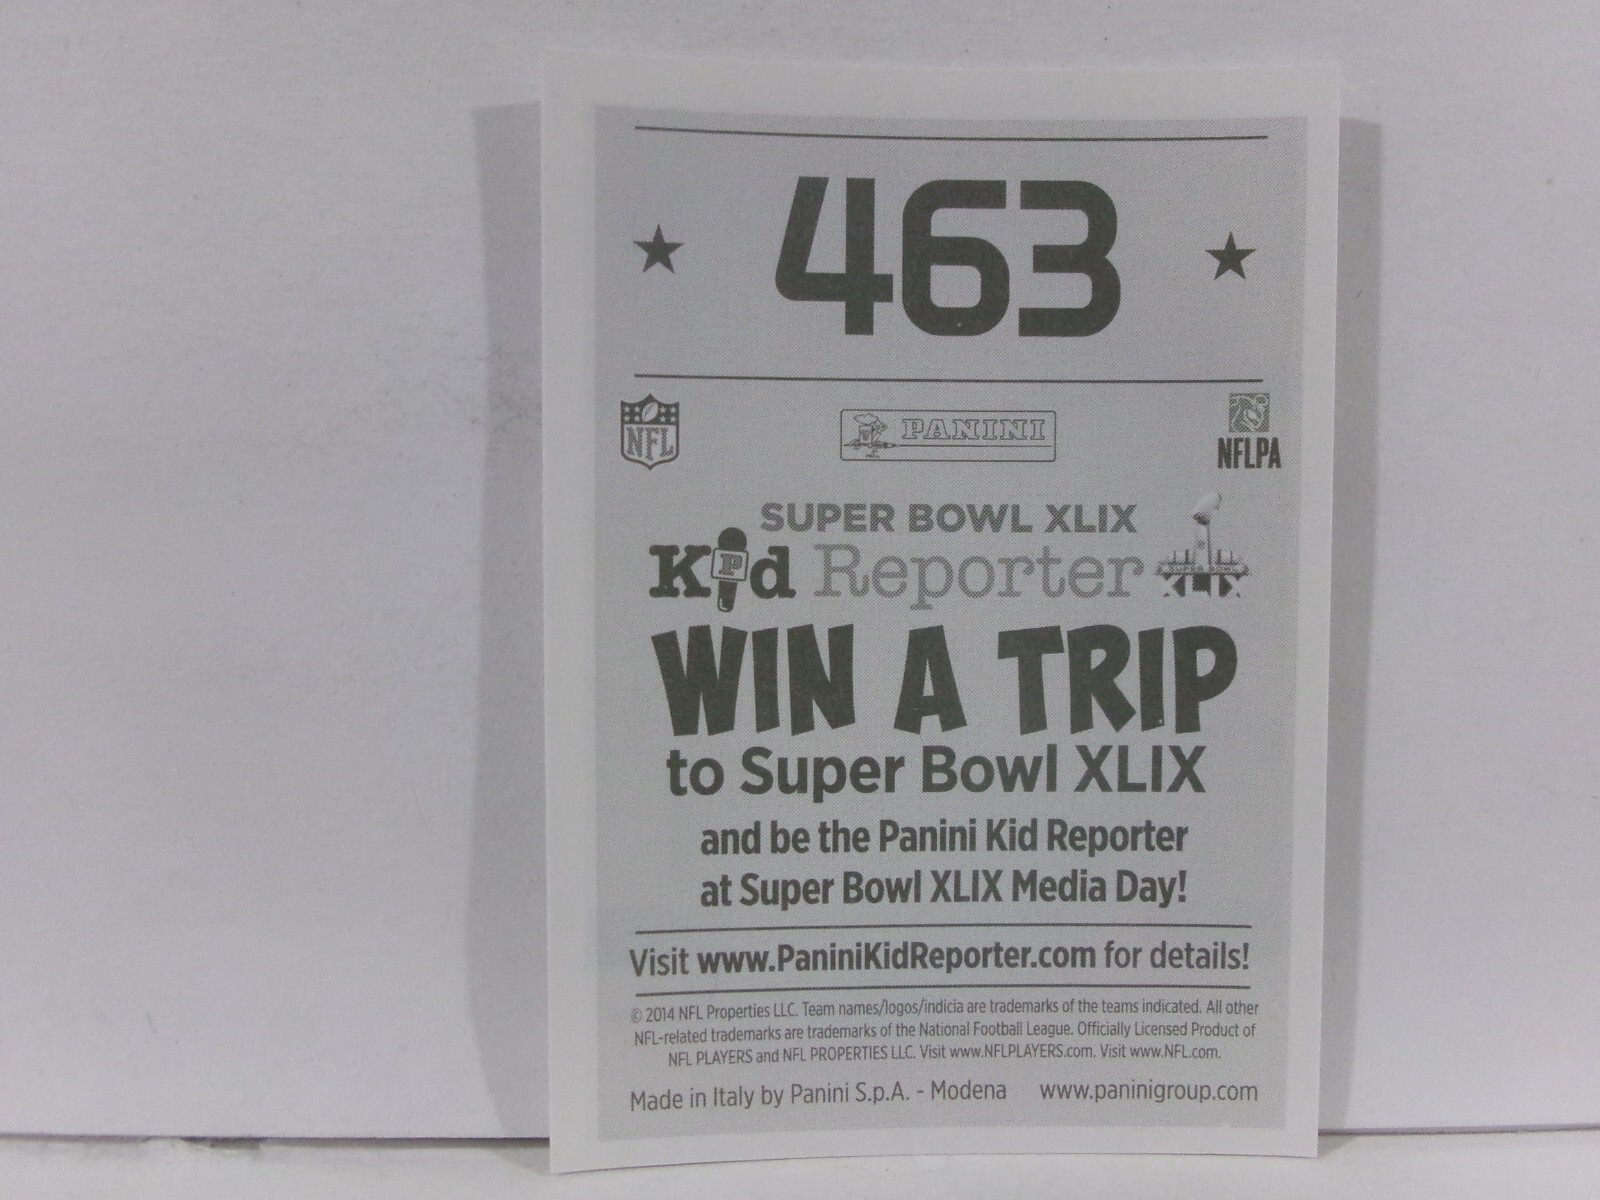 463
NFL
PANINI
NFLPA
SUPER BOWL XLIX
Kid Reporter
P
SUPER BOWL
XLIX
WIN A TRIP
to Super Bowl XLIX
and be the Panini Kid Reporter
at Super Bowl XLIX Media Day!
Visit www.PaniniKidReporter.com for details!
© 2014 NFL Properties LLC. Team names/logos/indicia are trademarks of the teams indicated. All other
NFL-related trademarks are trademarks of the National Football League. Officially Licensed Product of
NFL PLAYERS and NFL PROPERTIES LLC. Visit www.NFLPLAYERS.com. Visit www.NFL.com.
Made in Italy by Panini S.p.A. - Modena www.paninigroup.com